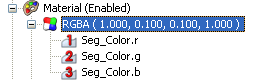 Material (Enabled)
RGBA ( 1.000, 0.100, 0.100, 1.000 )
1 Seg_Color.r
2 Seg_Color.g
3 Seg_Color.b